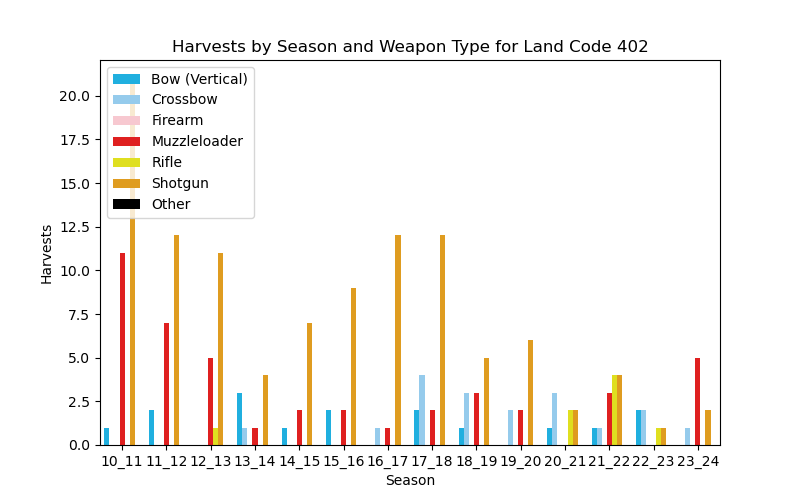 Harvests by Season and Weapon Type for Land Code 402
Bow (Vertical)
Crossbow
Firearm
Muzzleloader
Rifle
Shotgun
Other
Harvests
20.0
17.5
15.0
12.5
10.0
7.5
5.0
2.5
0.0
10_11 11_12 12_13 13_14 14_15 15_16 16_17 17_18 18_19 19_20 20_21 21_22 22_23 23_24
Season